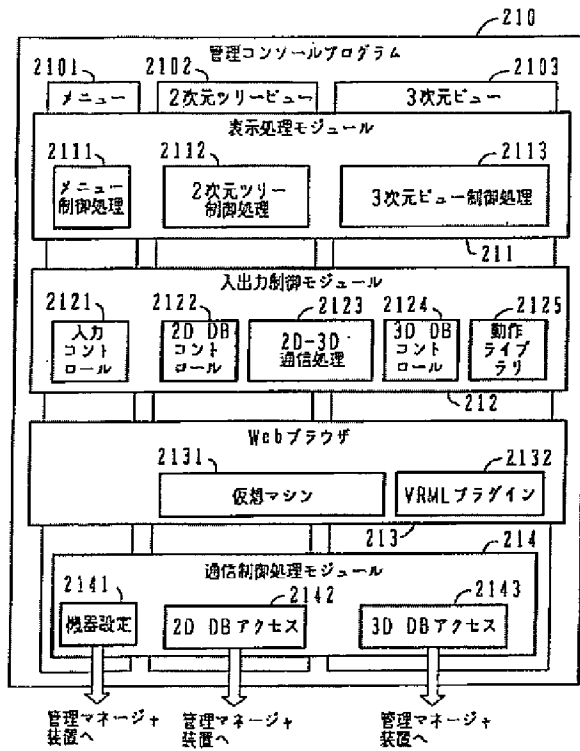 210
管理コンソールプログラム
2101
2102
2103
メニュー
2次元ツリービュー
3次元ビュー
表示処理モジュール
2111
2112
2113
メニュー
制御処理
2次元ツリー
制御処理
3次元ビュー制御処理
211
入出力制御モジュール
2121
2122
2123
2124
2125
入力
コント
ロール
2D DB
コント
ロール
2D-3D
通信処理
3D DB
コント
ロール
動作
ライブ
ラリ
212
Webブラウザ
2131
2132
仮想マシン
VRMLプラグイン
213
214
通信制御処理モジュール
2141
2142
2143
機器設定
2D DBアクセス
3D DBアクセス
管理マネージャ
装置へ
管理マネージャ
装置へ
管理マネージャ
装置へ